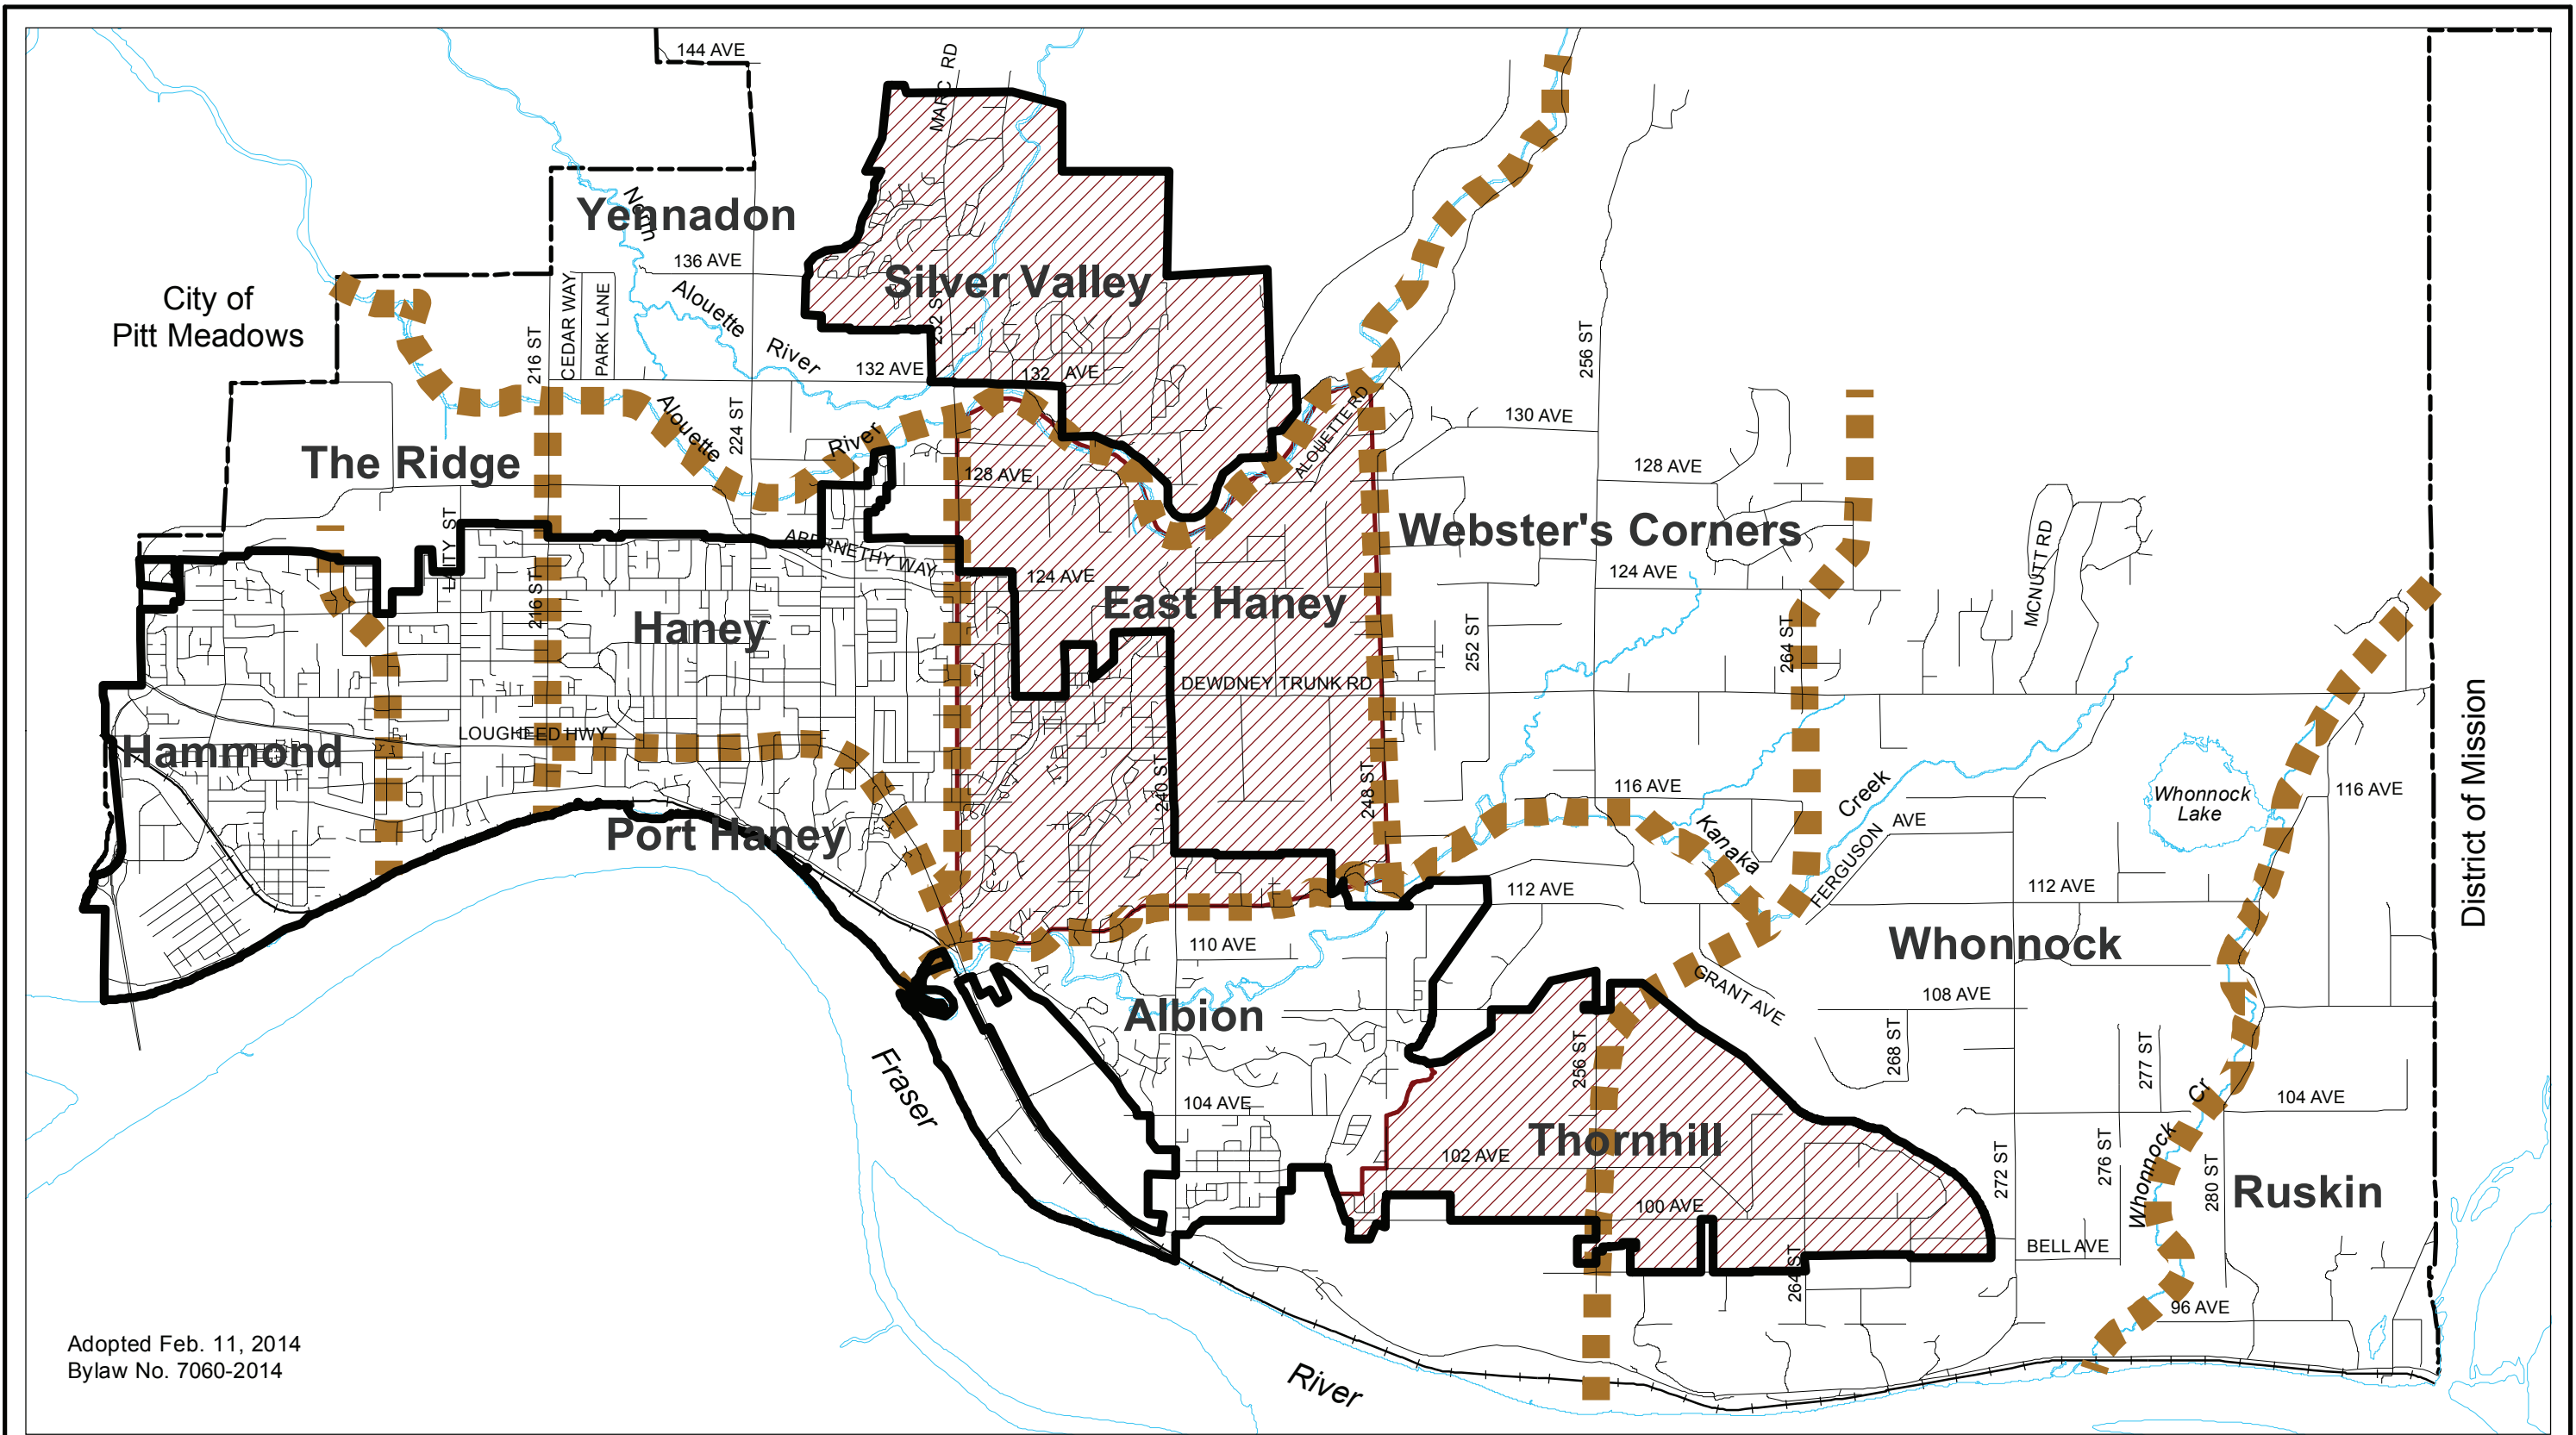 144 AVE
MARC RD
North
Yennadon
136 AVE
Silver Valley
City of
Pitt Meadows
CEDAR WAY
PARK LANE
216 ST
Alouette
River
232 ST
132 AVE
132 AVE
256 ST
224 ST
Alouette
River
ALOUETTE RD
130 AVE
The Ridge
128 AVE
128 AVE
LAITY ST
ABERNETHY WAY
Webster's Corners
MCNUTT RD
124 AVE
124 AVE
216 ST
Haney
East Haney
252 ST
264 ST
DEWDNEY TRUNK RD
District of Mission
LOUGHEED HWY
Hammond
240 ST
248 ST
116 AVE
Creek
Whonnock
Lake
116 AVE
Port Haney
Kanaka
FERGUSON AVE
112 AVE
112 AVE
110 AVE
Whonnock
GRANT AVE
108 AVE
Albion
Fraser
256 ST
268 ST
277 ST
104 AVE
Cr
104 AVE
Thornhill
102 AVE
272 ST
276 ST
Whonnock
280 ST
Ruskin
100 AVE
BELL AVE
264 ST
96 AVE
Adopted Feb. 11, 2014
Bylaw No. 7060-2014
River